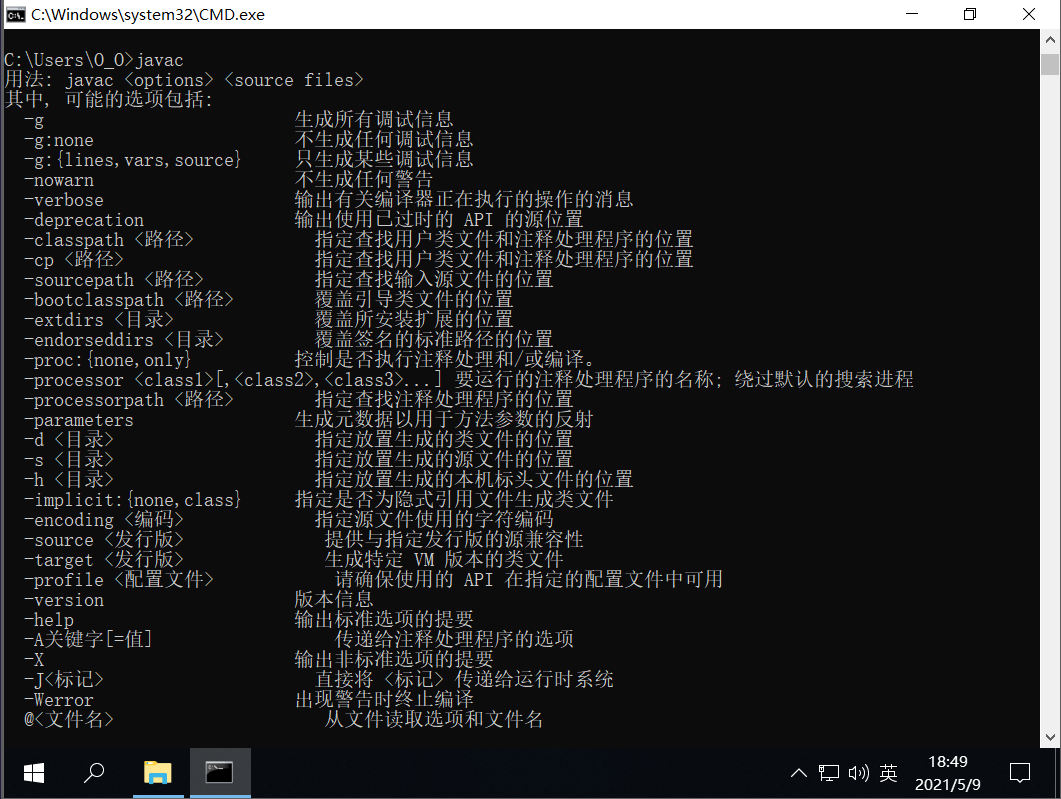 C:\Windows\system32\CMD.exe
C:\Users\O_O>javac
用法: javac <options> <source files>
其中, 可能的选项包括:
-g 生成所有调试信息
-g:none 不生成任何调试信息
-g:{lines,vars,source} 只生成某些调试信息
-nowarn 不生成任何警告
-verbose 输出有关编译器正在执行的操作的消息
-deprecation 输出使用已过时的 API 的源位置
-classpath <路径> 指定查找用户类文件和注释处理程序的位置
-cp <路径> 指定查找用户类文件和注释处理程序的位置
-sourcepath <路径> 指定查找输入源文件的位置
-bootclasspath <路径> 覆盖引导类文件的位置
-extdirs <目录> 覆盖所安装扩展的位置
-endorseddirs <目录> 覆盖签名的标准路径的位置
-proc:{none,only} 控制是否执行注释处理和/或编译。
-processor <class1>[,<class2>,<class3>...] 要运行的注释处理程序的名称; 绕过默认的搜索进程
-processorpath <路径> 指定查找注释处理程序的位置
-parameters 生成元数据以用于方法参数的反射
-d <目录> 指定放置生成的类文件的位置
-s <目录> 指定放置生成的源文件的位置
-h <目录> 指定放置生成的本机标头文件的位置
-implicit:{none,class} 指定是否为隐式引用文件生成类文件
-encoding <编码> 指定源文件使用的字符编码
-source <发行版> 提供与指定发行版的源兼容性
-target <发行版> 生成特定 VM 版本的类文件
-profile <配置文件> 请确保使用的 API 在指定的配置文件中可用
-version 版本信息
-help 输出标准选项的提要
-A关键字[=值] 传递给注释处理程序的选项
-X 输出非标准选项的提要
-J<标记> 直接将 <标记> 传递给运行时系统
-Werror 出现警告时终止编译
@<文件名> 从文件读取选项和文件名
英
18:49
2021/5/9